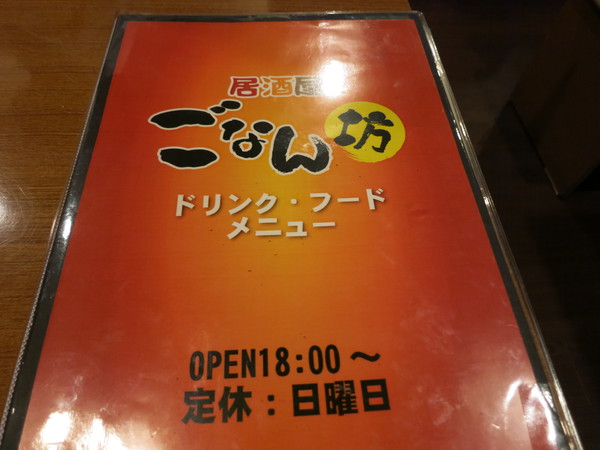 居酒屋
ごなん坊
ドリンク・フード
メニュー
OPEN18:00～
定休：日曜日